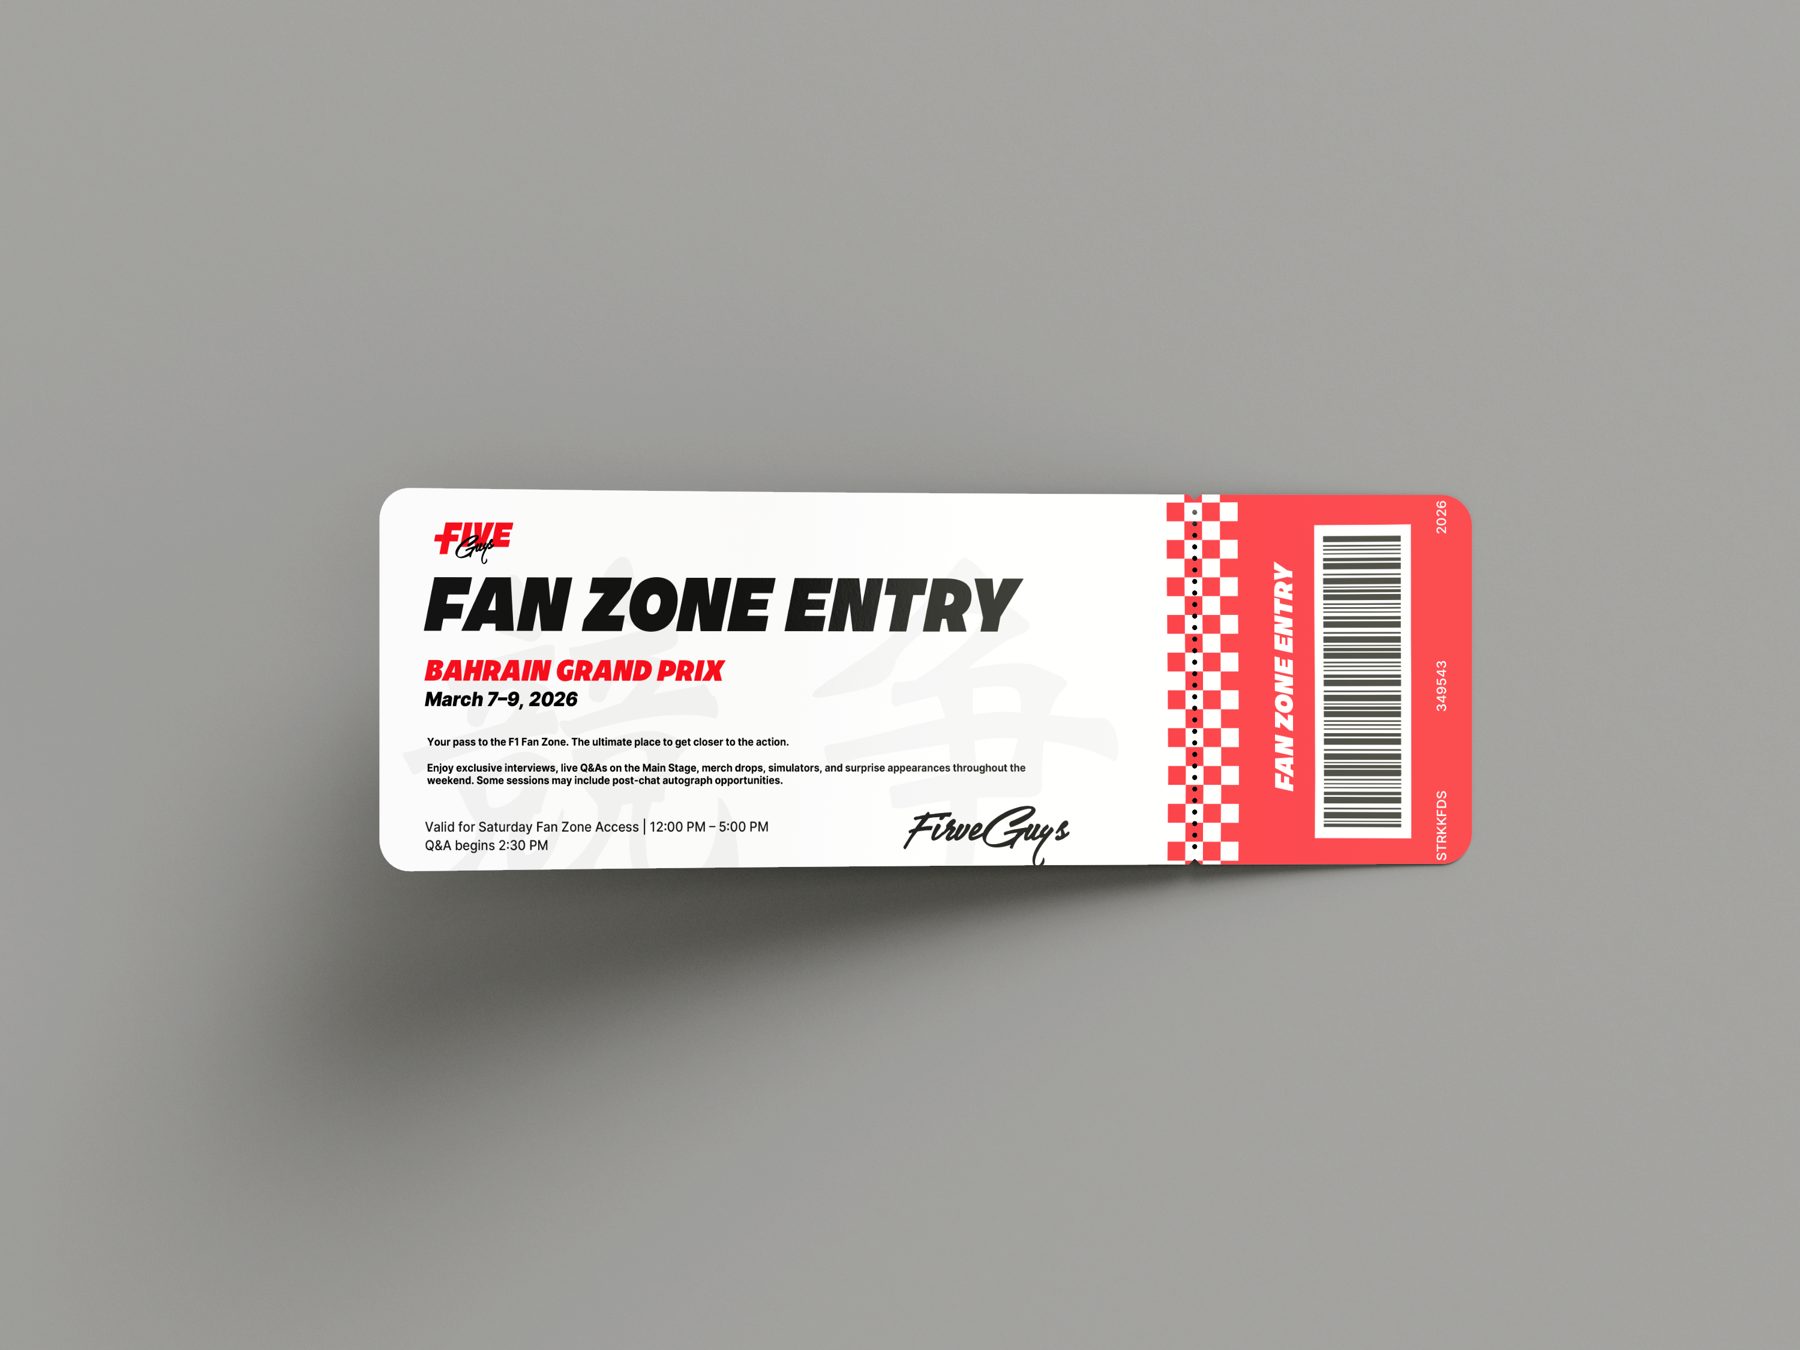 FIVE
Guys
FAN ZONE ENTRY
BAHRAIN GRAND PRIX
March 7–9, 2026
Your pass to the F1 Fan Zone. The ultimate place to get closer to the action.
Enjoy exclusive interviews, live Q&As on the Main Stage, merch drops, simulators, and surprise appearances throughout the
weekend. Some sessions may include post-chat autograph opportunities.
Valid for Saturday Fan Zone Access | 12:00 PM – 5:00 PM
Q&A begins 2:30 PM
FirveGuys
競争
FAN ZONE ENTRY
STRKKFDS 349543 2026